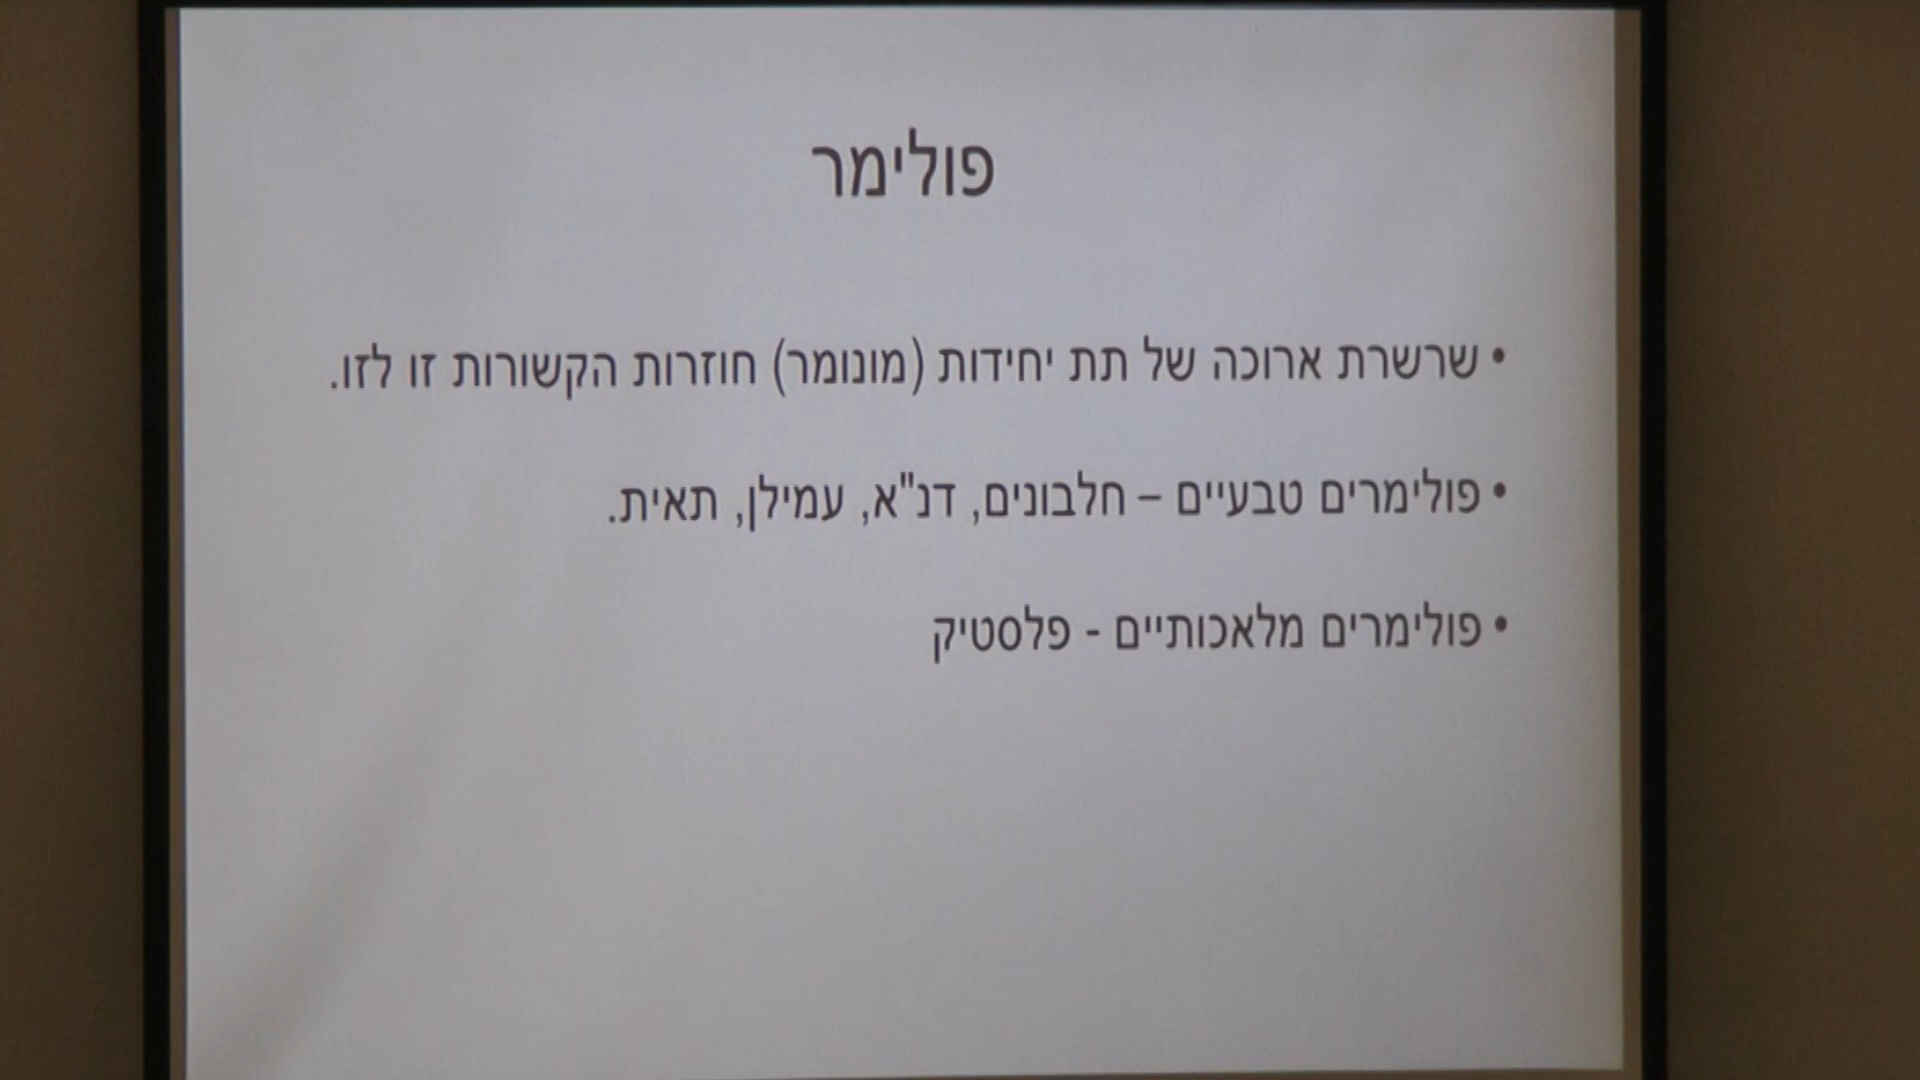 פולימר
• שרשרת ארוכה של תת יחידות (מונומר) חוזרות הקשורות זו לזו.
• פולימרים טבעיים – חלבונים, דנ"א, עמילן, תאית.
• פולימרים מלאכותיים - פלסטיק